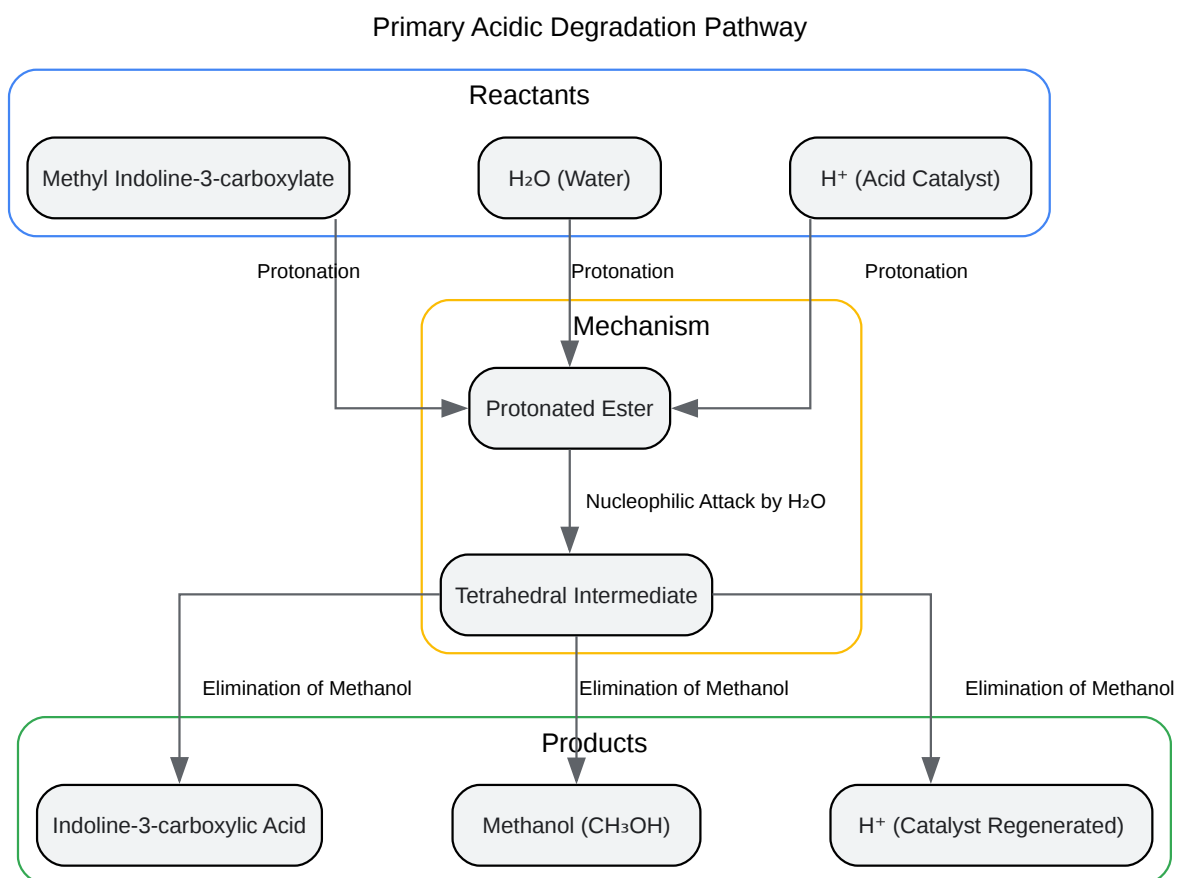 Primary Acidic Degradation Pathway
Reactants
Methyl Indoline-3-carboxylate
H₂O (Water)
H⁺ (Acid Catalyst)
Protonation
Protonation
Protonation
Mechanism
Protonated Ester
Nucleophilic Attack by H₂O
Tetrahedral Intermediate
Elimination of Methanol
Elimination of Methanol
Elimination of Methanol
Products
Indoline-3-carboxylic Acid
Methanol (CH₃OH)
H⁺ (Catalyst Regenerated)